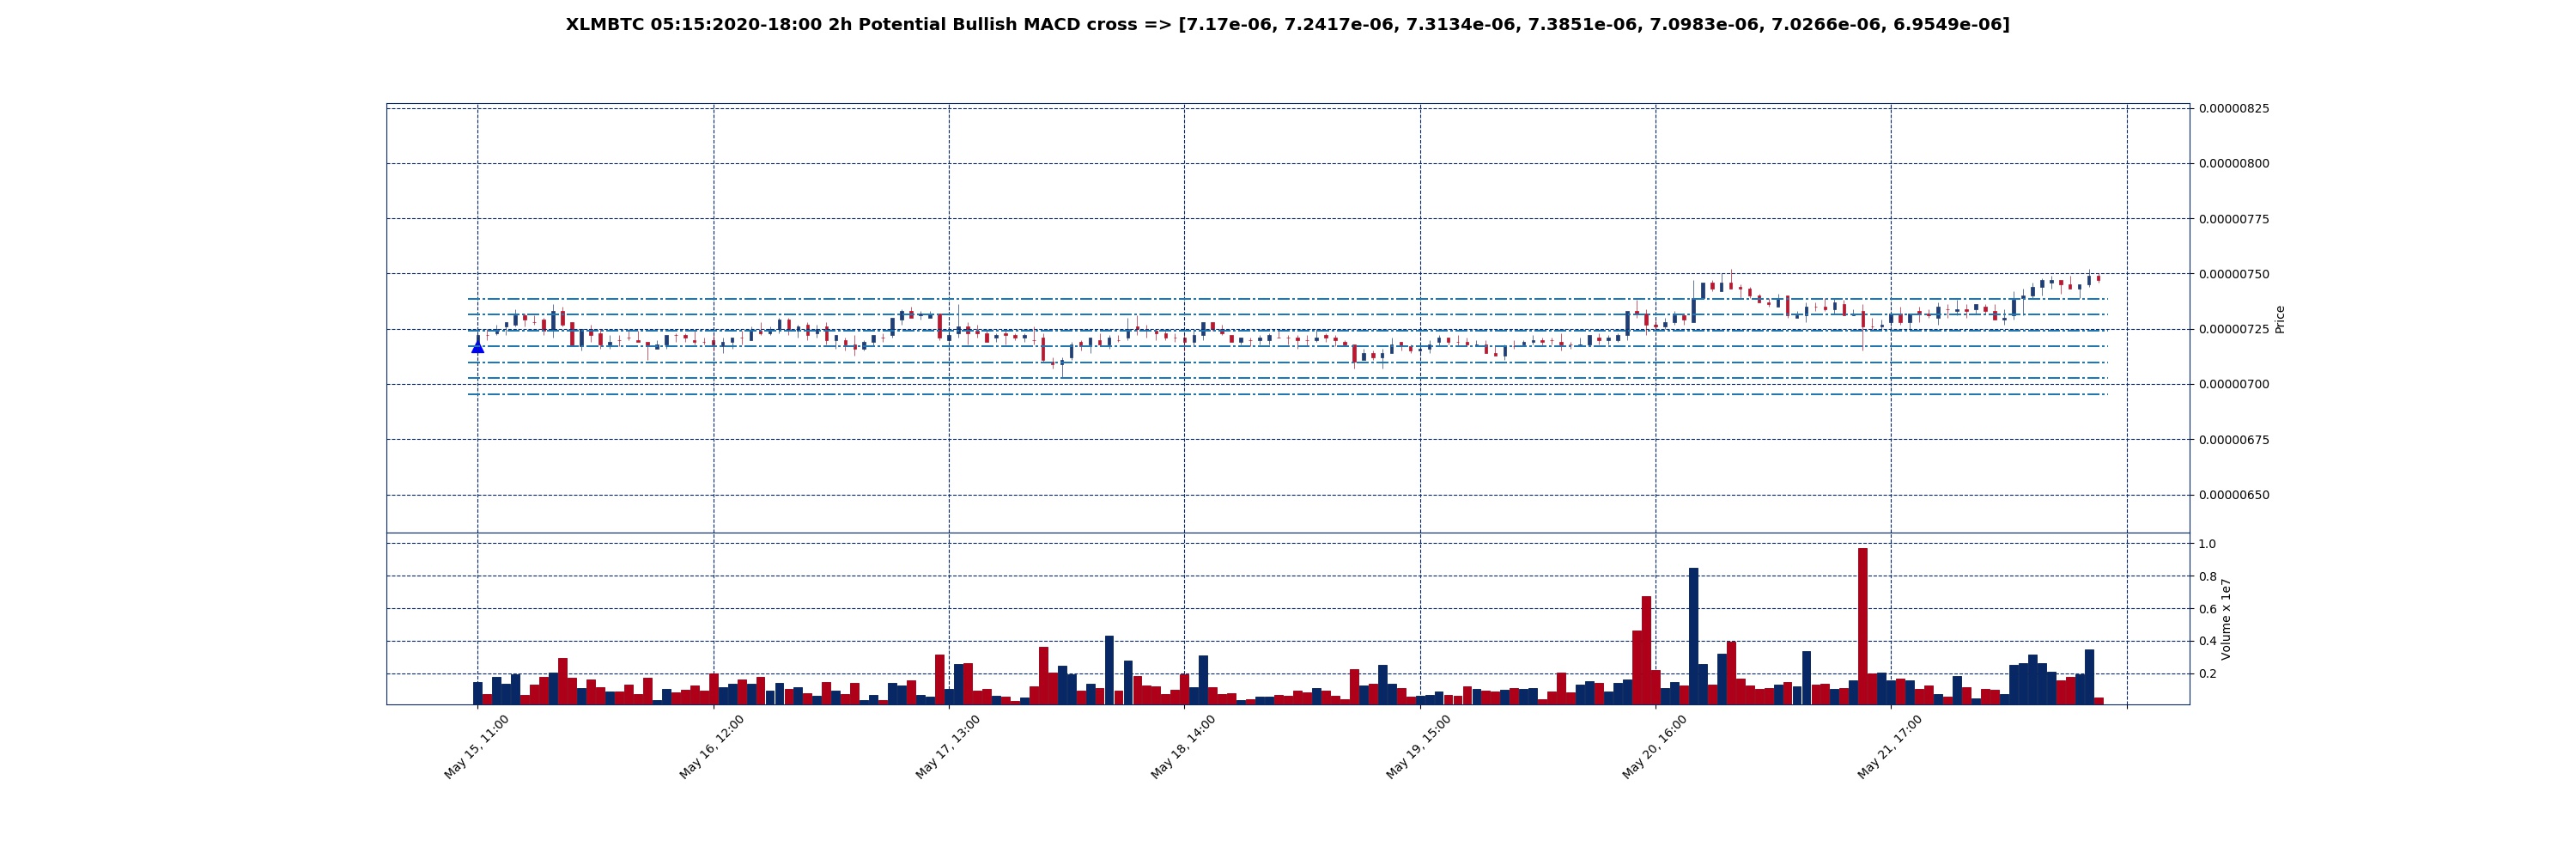 XLMBTC 05:15:2020-18:00 2h Potential Bullish MACD cross => [7.17e-06, 7.2417e-06, 7.3134e-06, 7.3851e-06, 7.0983e-06, 7.0266e-06, 6.9549e-06]
0.00000825
0.00000800
0.00000775
0.00000750
0.00000725
0.00000700
0.00000675
0.00000650
Price
1.0
0.8
0.6
0.4
0.2
Volume x 1e7
May 15, 11:00
May 16, 12:00
May 17, 13:00
May 18, 14:00
May 19, 15:00
May 20, 16:00
May 21, 17:00